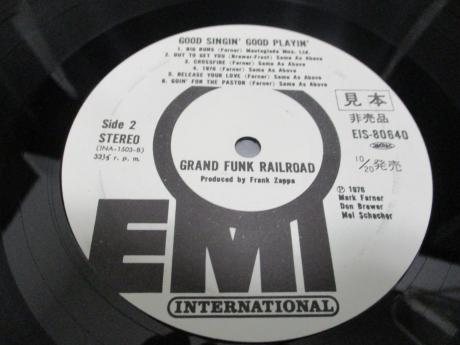 GOOD SINGIN' GOOD PLAYIN'
1. BIG BUNS (Farner) Montoglade Mus. Ltd.
2. OUT TO GET YOU (Brewer-Frost) Same As Above
3. CROSSFIRE (Farner) Same As Above
4. 1976 (Farner) Same As Above
5. RELEASE YOUR LOVE (Farner) Same As Above
6. GOIN' FOR THE PASTOR (Farner) Same As Above
Side 2
STEREO
(INA-1503-B)
33⅓ r. p. m.
見本
非売品
EIS-80640
10/20発売
GRAND FUNK RAILROAD
Produced by Frank Zappa
Ⓟ 1976
Mark Farner
Don Brewer
Mel Schacher
EMI
INTERNATIONAL